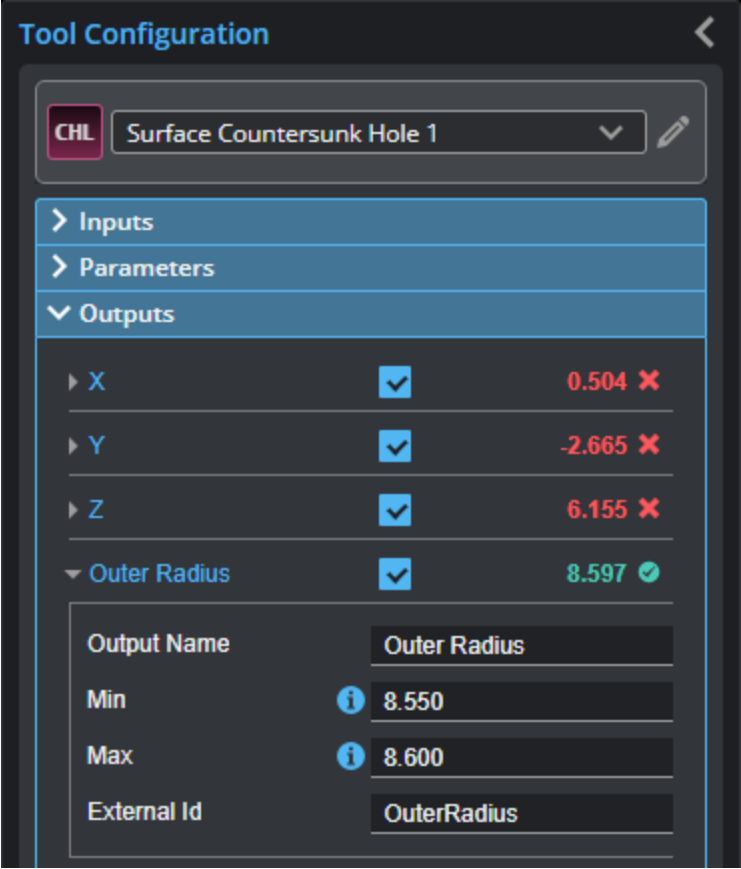 Tool Configuration
CHL Surface Countersunk Hole 1
Inputs
Parameters
Outputs
X 0.504
Y -2.665
Z 6.155
Outer Radius 8.597
Output Name Outer Radius
Min 8.550
Max 8.600
External Id OuterRadius